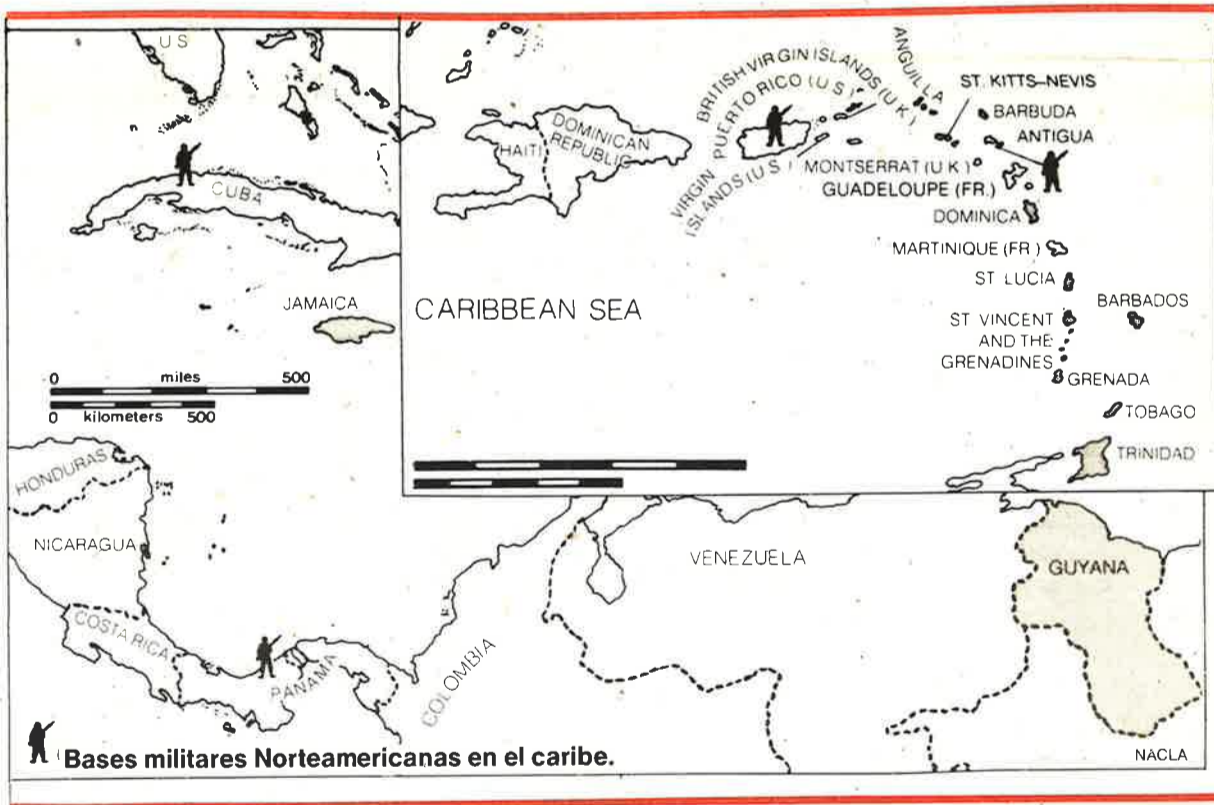 US
CUBA
JAMAICA
0 miles 500
0 kilometers 500
HAITI
DOMINICAN
REPUBLIC
BRITISH VIRGIN ISLANDS (U K)
PUERTO RICO (U S)
VIRGIN
ISLANDS (U S)
ANGUILLA
ST. KITTS–NEVIS
BARBUDA
ANTIGUA
MONTSERRAT (U K)
GUADELOUPE (FR.)
DOMINICA
MARTINIQUE (FR )
ST LUCIA
BARBADOS
ST VINCENT
AND THE
GRENADINES
GRENADA
TOBAGO
TRINIDAD
CARIBBEAN SEA
HONDURAS
NICARAGUA
COSTA RICA
PANAMA
COLOMBIA
VENEZUELA
GUYANA
Bases militares Norteamericanas en el caribe.
NACLA